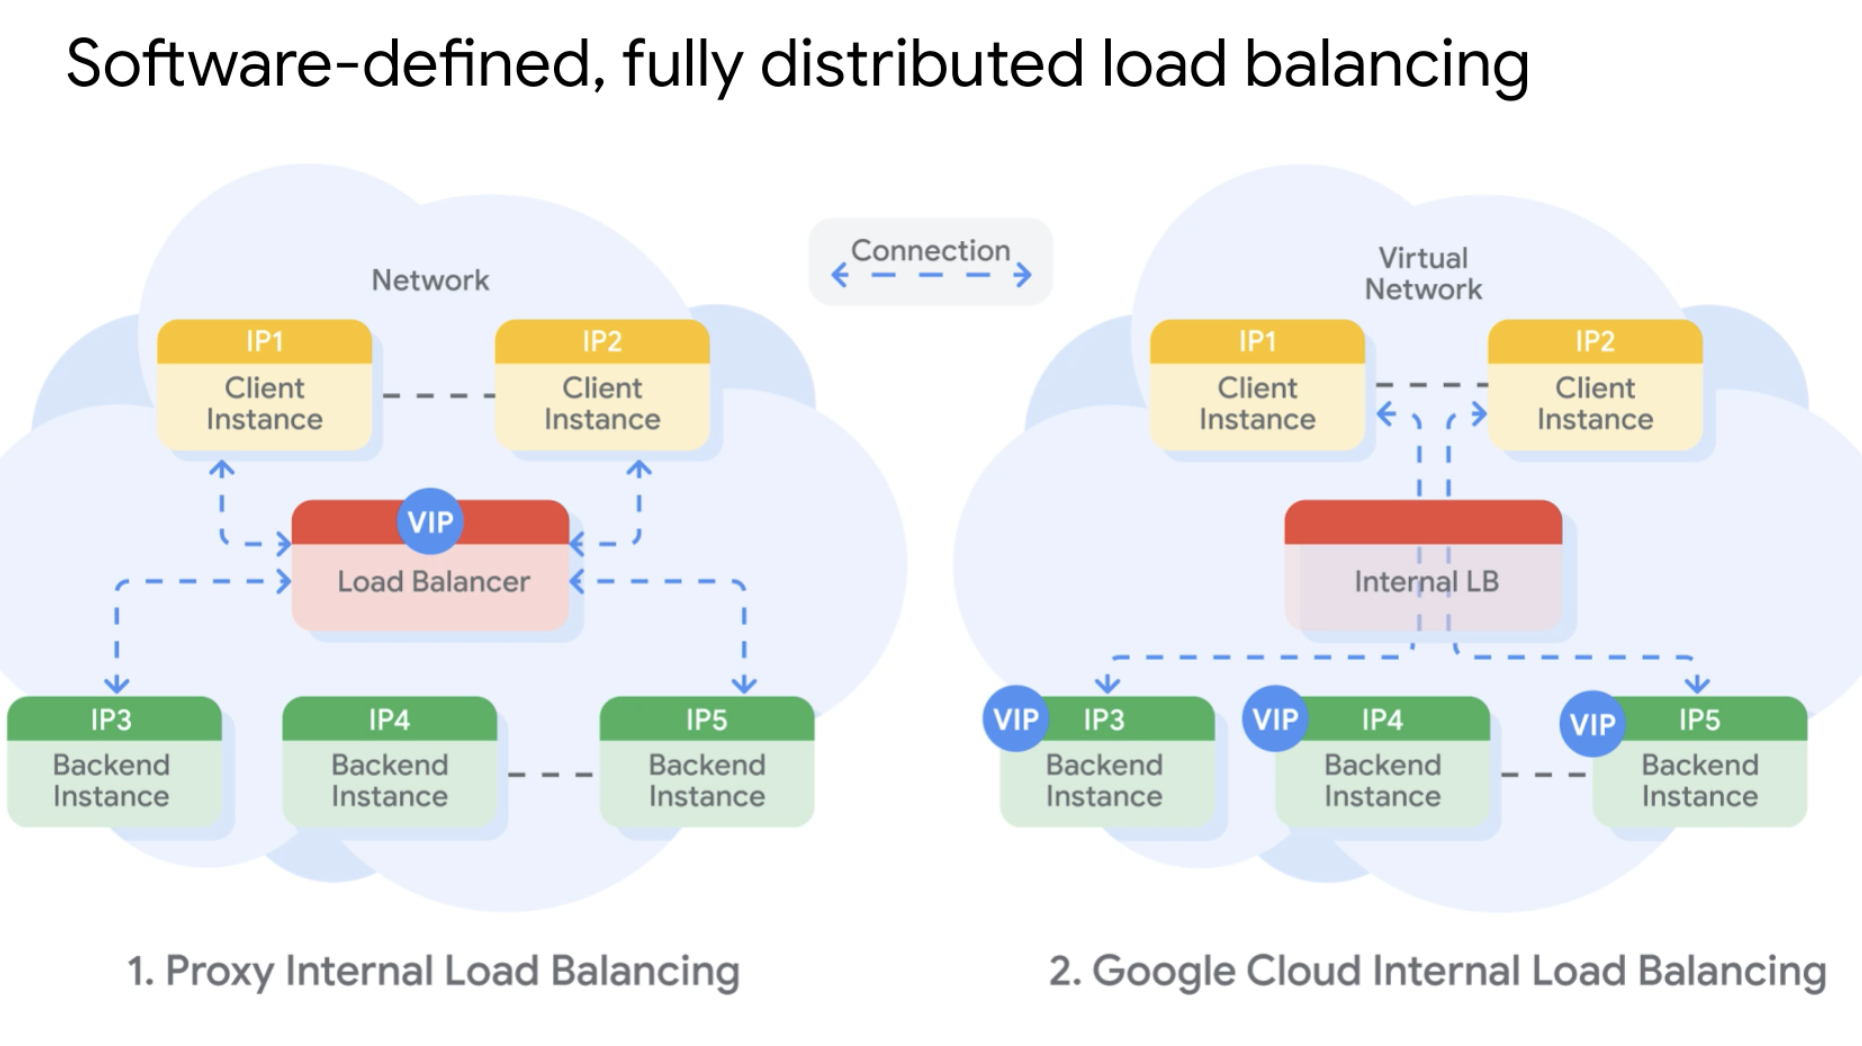 Software-defined, fully distributed load balancing
Network
IP1
Client
Instance
IP2
Client
Instance
VIP
Load Balancer
IP3
Backend
Instance
IP4
Backend
Instance
IP5
Backend
Instance
1. Proxy Internal Load Balancing
Connection
Virtual
Network
IP1
Client
Instance
IP2
Client
Instance
Internal LB
VIP
IP3
Backend
Instance
VIP
IP4
Backend
Instance
VIP
IP5
Backend
Instance
2. Google Cloud Internal Load Balancing